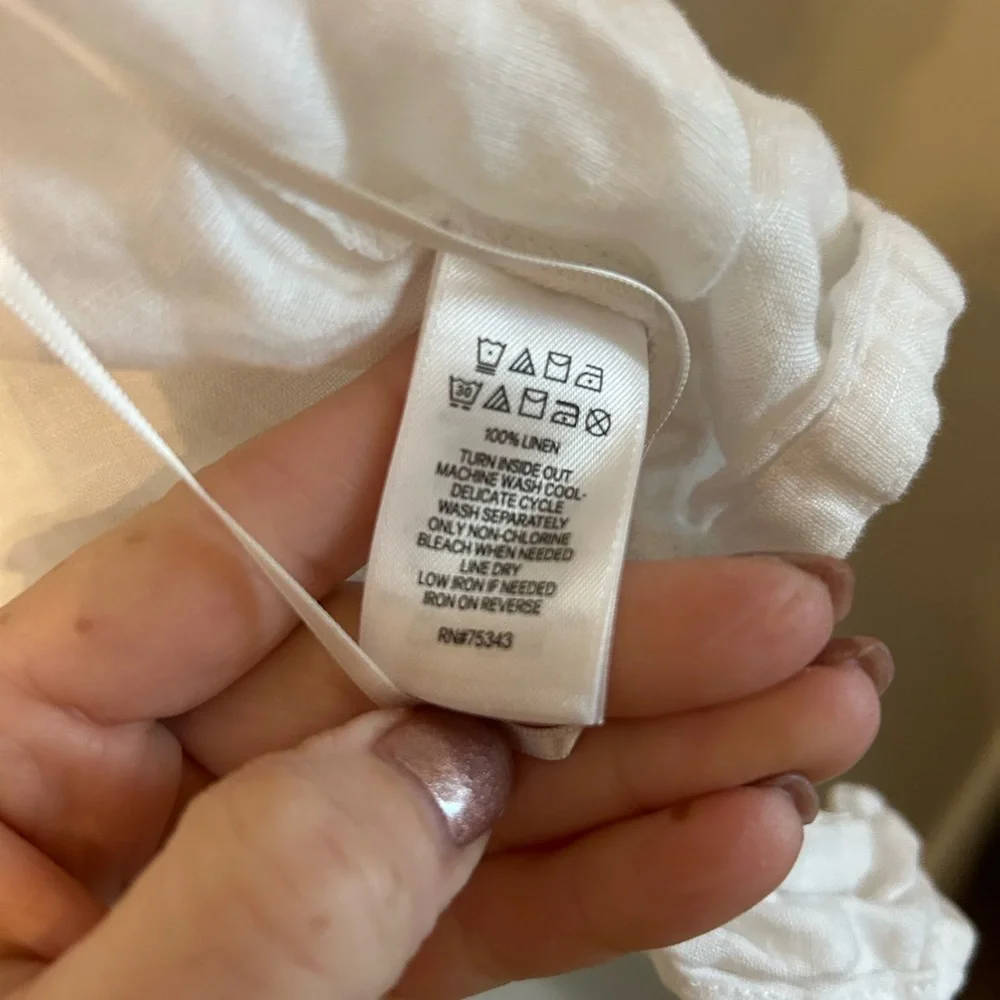 30
100% LINEN
TURN INSIDE OUT
MACHINE WASH COOL-
DELICATE CYCLE
WASH SEPARATELY
ONLY NON-CHLORINE
BLEACH WHEN NEEDED
LINE DRY
LOW IRON IF NEEDED
IRON ON REVERSE
RN#75343